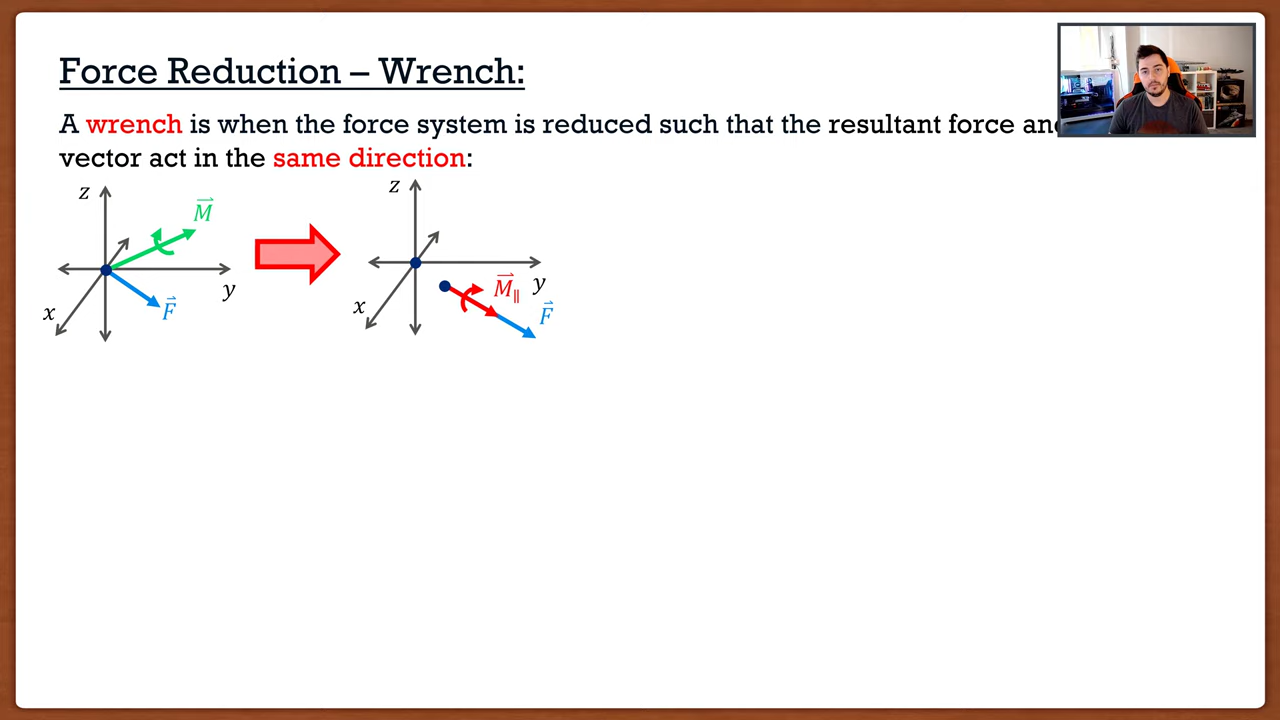 Force Reduction – Wrench:
A wrench is when the force system is reduced such that the resultant force
vector act in the same direction:
z
M⃗
y
x
F⃗
z
M⃗∥
y
x
F⃗